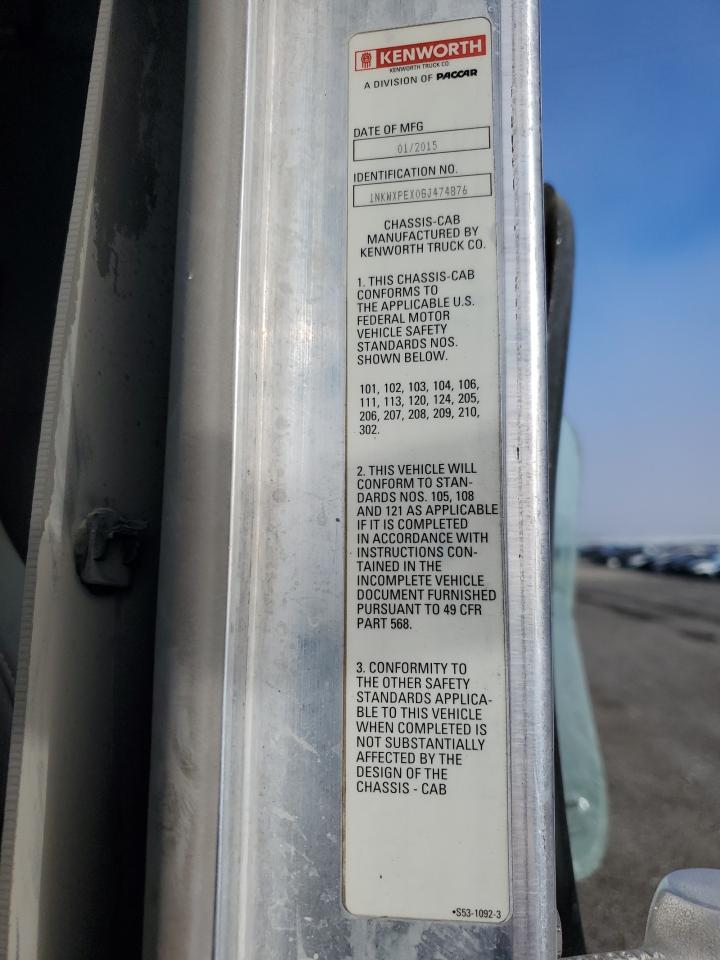 KENWORTH
KENWORTH TRUCK CO.
A DIVISION OF PACCAR
DATE OF MFG
01/2015
IDENTIFICATION NO.
1NKWXPEX0GJ474876
CHASSIS-CAB
MANUFACTURED BY
KENWORTH TRUCK CO.
1. THIS CHASSIS-CAB
CONFORMS TO
THE APPLICABLE U.S.
FEDERAL MOTOR
VEHICLE SAFETY
STANDARDS NOS.
SHOWN BELOW.
101, 102, 103, 104, 106,
111, 113, 120, 124, 205,
206, 207, 208, 209, 210,
302.
2. THIS VEHICLE WILL
CONFORM TO STAN-
DARDS NOS. 105, 108
AND 121 AS APPLICABLE
IF IT IS COMPLETED
IN ACCORDANCE WITH
INSTRUCTIONS CON-
TAINED IN THE
INCOMPLETE VEHICLE
DOCUMENT FURNISHED
PURSUANT TO 49 CFR
PART 568.
3. CONFORMITY TO
THE OTHER SAFETY
STANDARDS APPLICA-
BLE TO THIS VEHICLE
WHEN COMPLETED IS
NOT SUBSTANTIALLY
AFFECTED BY THE
DESIGN OF THE
CHASSIS - CAB
•S53-1092-3